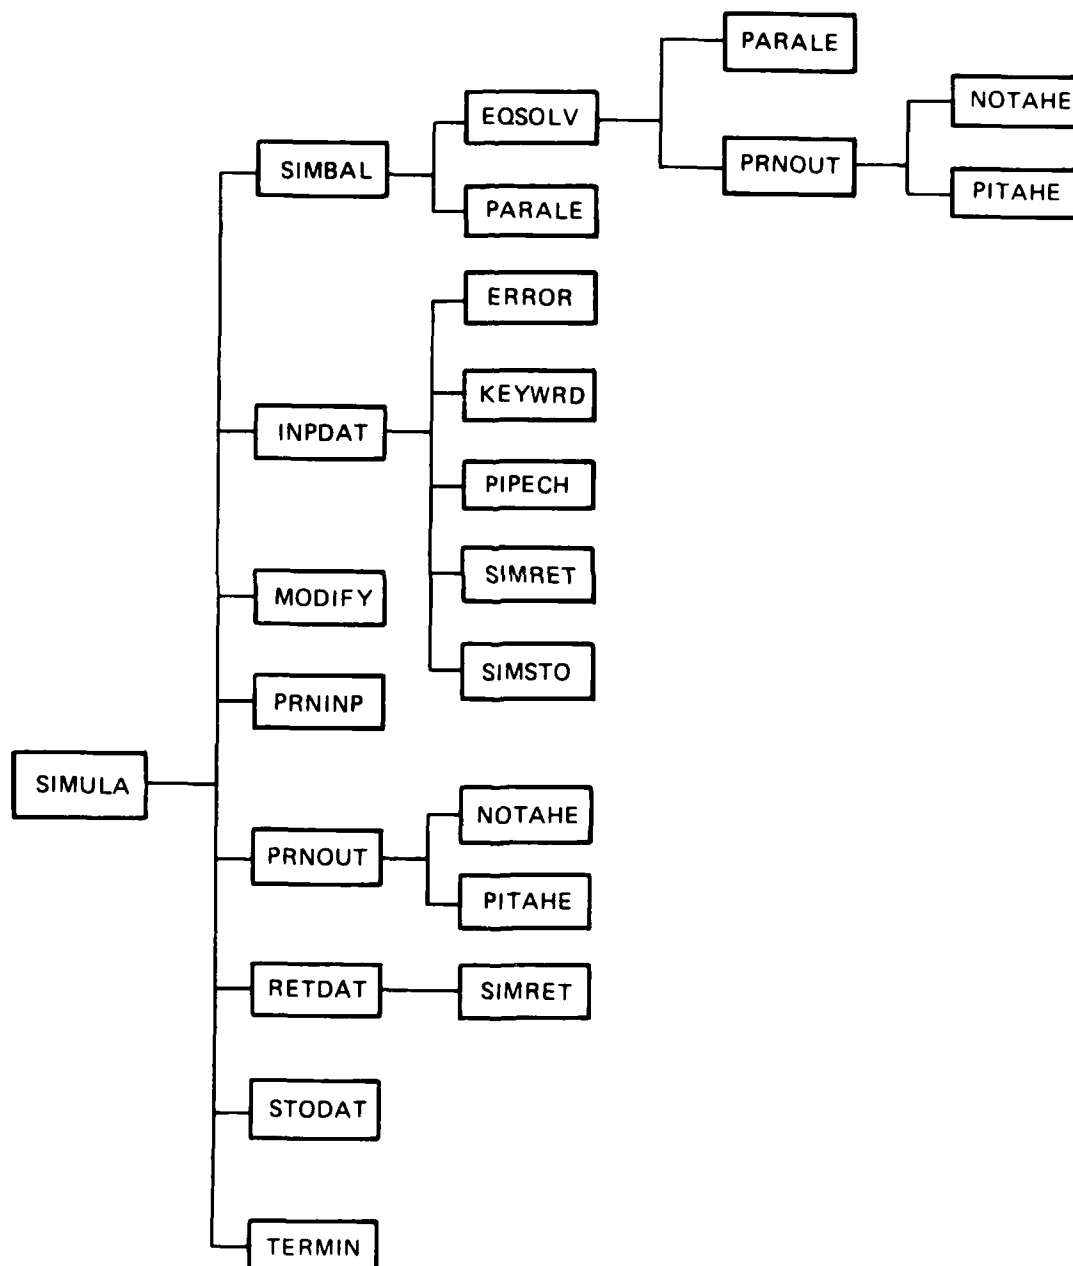 PARALE
NOTAHE
EQSOLV
PRNOUT
SIMBAL
PITAHE
PARALE
ERROR
KEYWRD
INPDAT
PIPECH
SIMRET
MODIFY
SIMSTO
PRNINP
SIMULA
NOTAHE
PRNOUT
PITAHE
RETDAT
SIMRET
STODAT
TERMIN